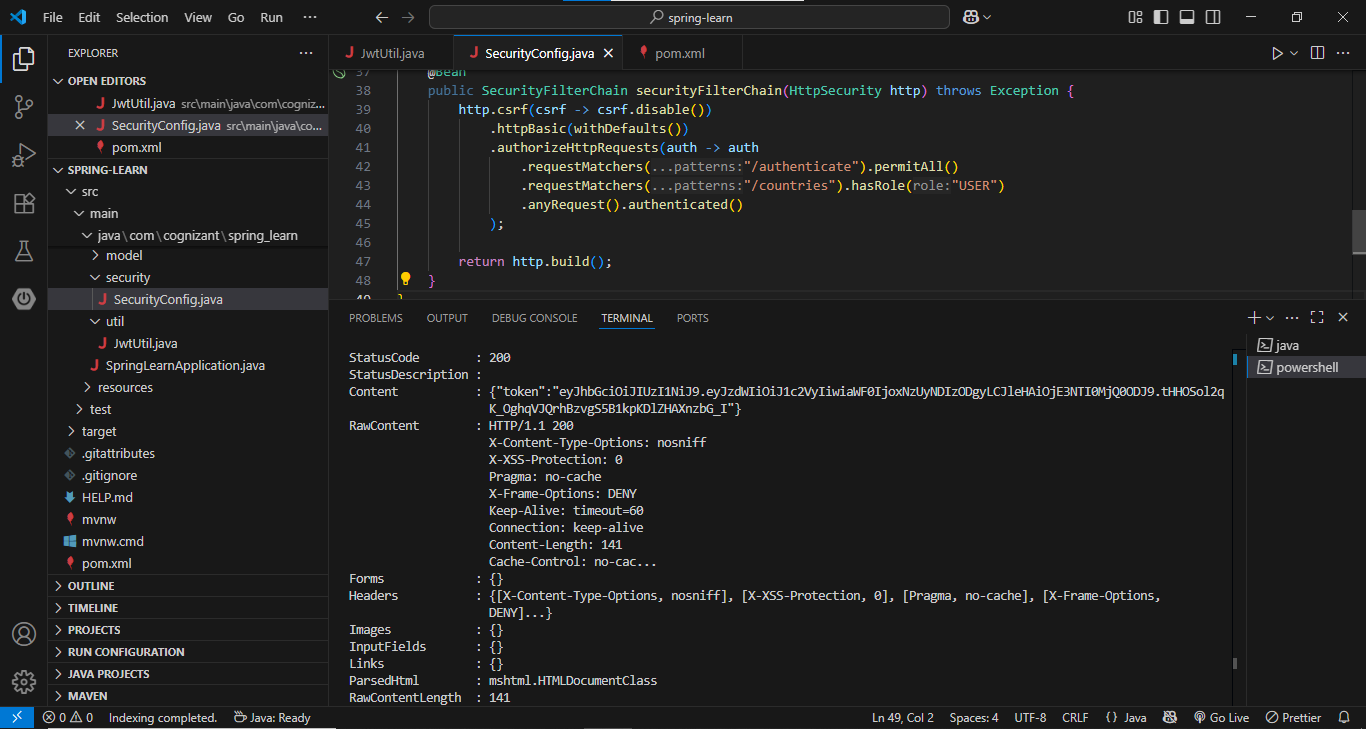 File Edit Selection View Go Run ··· spring-learn
EXPLORER ···
OPEN EDITORS
JwtUtil.java src\main\java\com\cogniz...
SecurityConfig.java src\main\java\co...
pom.xml
SPRING-LEARN
src
main
java\com\cognizant\spring_learn
model
security
SecurityConfig.java
util
JwtUtil.java
SpringLearnApplication.java
resources
test
target
.gitattributes
.gitignore
HELP.md
mvnw
mvnw.cmd
pom.xml
OUTLINE
TIMELINE
PROJECTS
RUN CONFIGURATION
JAVA PROJECTS
MAVEN
JwtUtil.java SecurityConfig.java pom.xml
37 @Bean
38 public SecurityFilterChain securityFilterChain(HttpSecurity http) throws Exception {
39 http.csrf(csrf -> csrf.disable())
40 .httpBasic(withDefaults())
41 .authorizeHttpRequests(auth -> auth
42 .requestMatchers(...patterns:"/authenticate").permitAll()
43 .requestMatchers(...patterns:"/countries").hasRole(role:"USER")
44 .anyRequest().authenticated()
45 );
46
47 return http.build();
48 }
49 }
PROBLEMS OUTPUT DEBUG CONSOLE TERMINAL PORTS
StatusCode : 200
StatusDescription :
Content : {"token":"eyJhbGciOiJIUzI1NiJ9.eyJzdWIiOiJ1c2VyIiwiaWF0IjoxNzUyNDIzODgyLCJleHAiOjE3NTI0MjQ0ODJ9.tHHOSol2q
K_OghqVJQrhBzvgS5B1kpKDlZHAXnzbG_I"}
RawContent : HTTP/1.1 200
X-Content-Type-Options: nosniff
X-XSS-Protection: 0
Pragma: no-cache
X-Frame-Options: DENY
Keep-Alive: timeout=60
Connection: keep-alive
Content-Length: 141
Cache-Control: no-cac...
Forms : {}
Headers : {[X-Content-Type-Options, nosniff], [X-XSS-Protection, 0], [Pragma, no-cache], [X-Frame-Options,
DENY]...}
Images : {}
InputFields : {}
Links : {}
ParsedHtml : mshtml.HTMLDocumentClass
RawContentLength : 141
java
powershell
0 0 Indexing completed. Java: Ready Ln 49, Col 2 Spaces: 4 UTF-8 CRLF {} Java Go Live Prettier